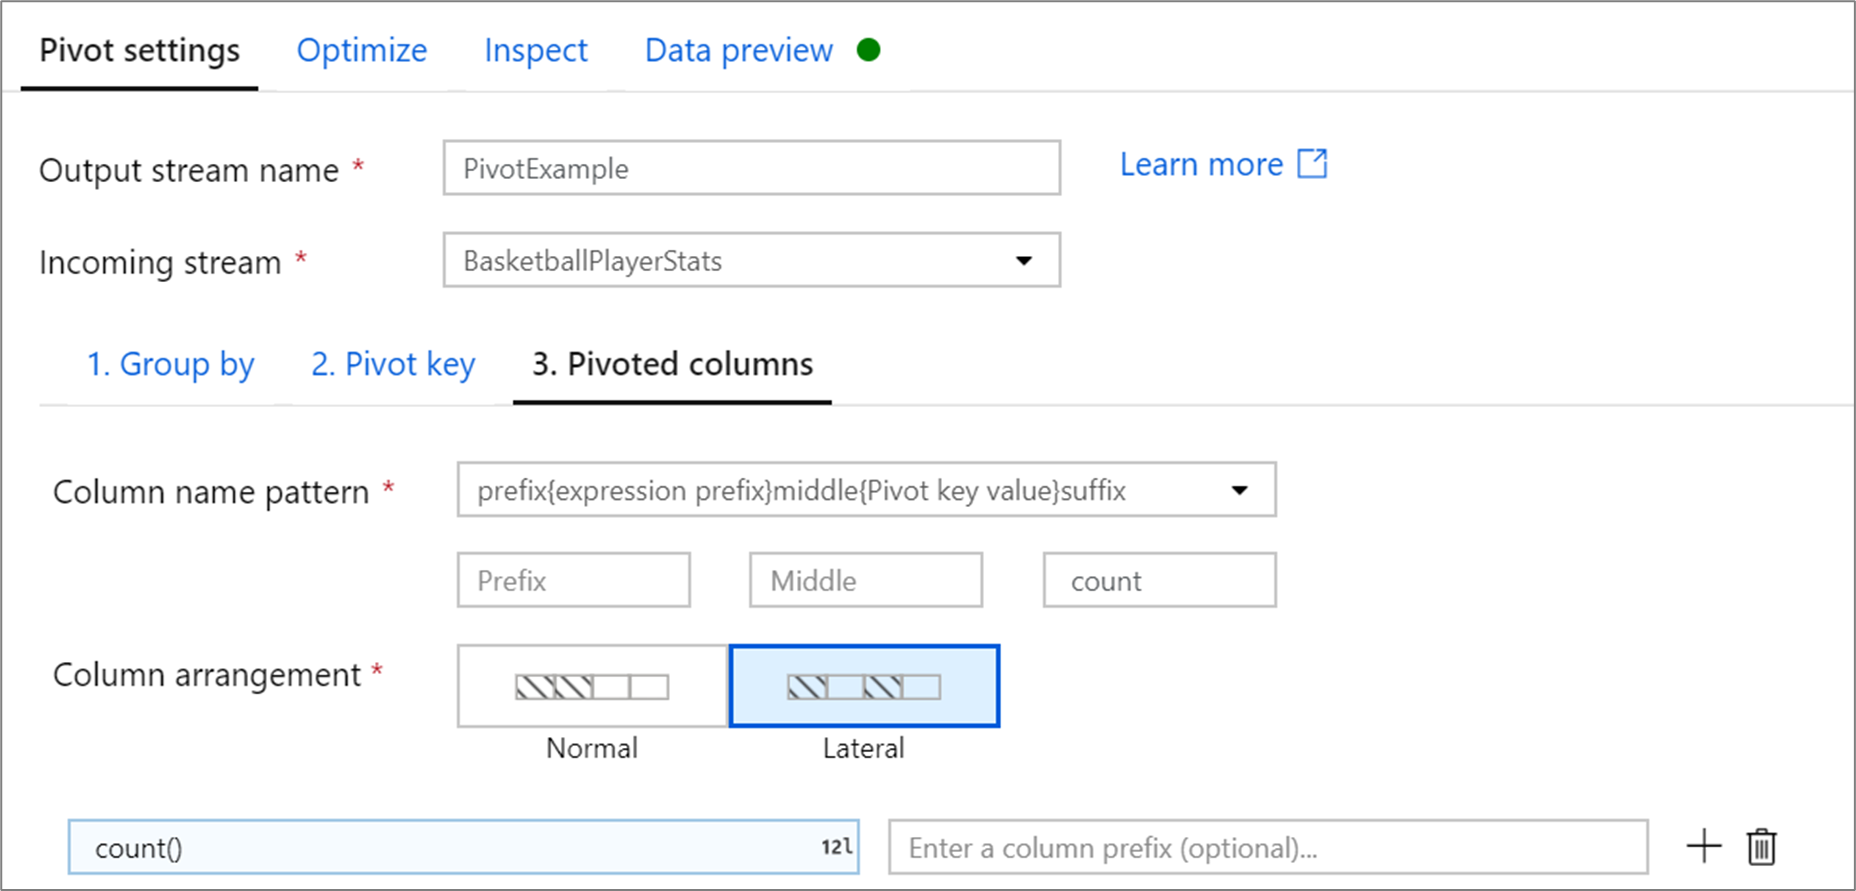 Pivot settings Optimize Inspect Data preview
Output stream name * PivotExample Learn more
Incoming stream * BasketballPlayerStats
1. Group by 2. Pivot key 3. Pivoted columns
Column name pattern * prefix{expression prefix}middle{Pivot key value}suffix
Prefix Middle count
Column arrangement *
Normal Lateral
count() 12l Enter a column prefix (optional)...